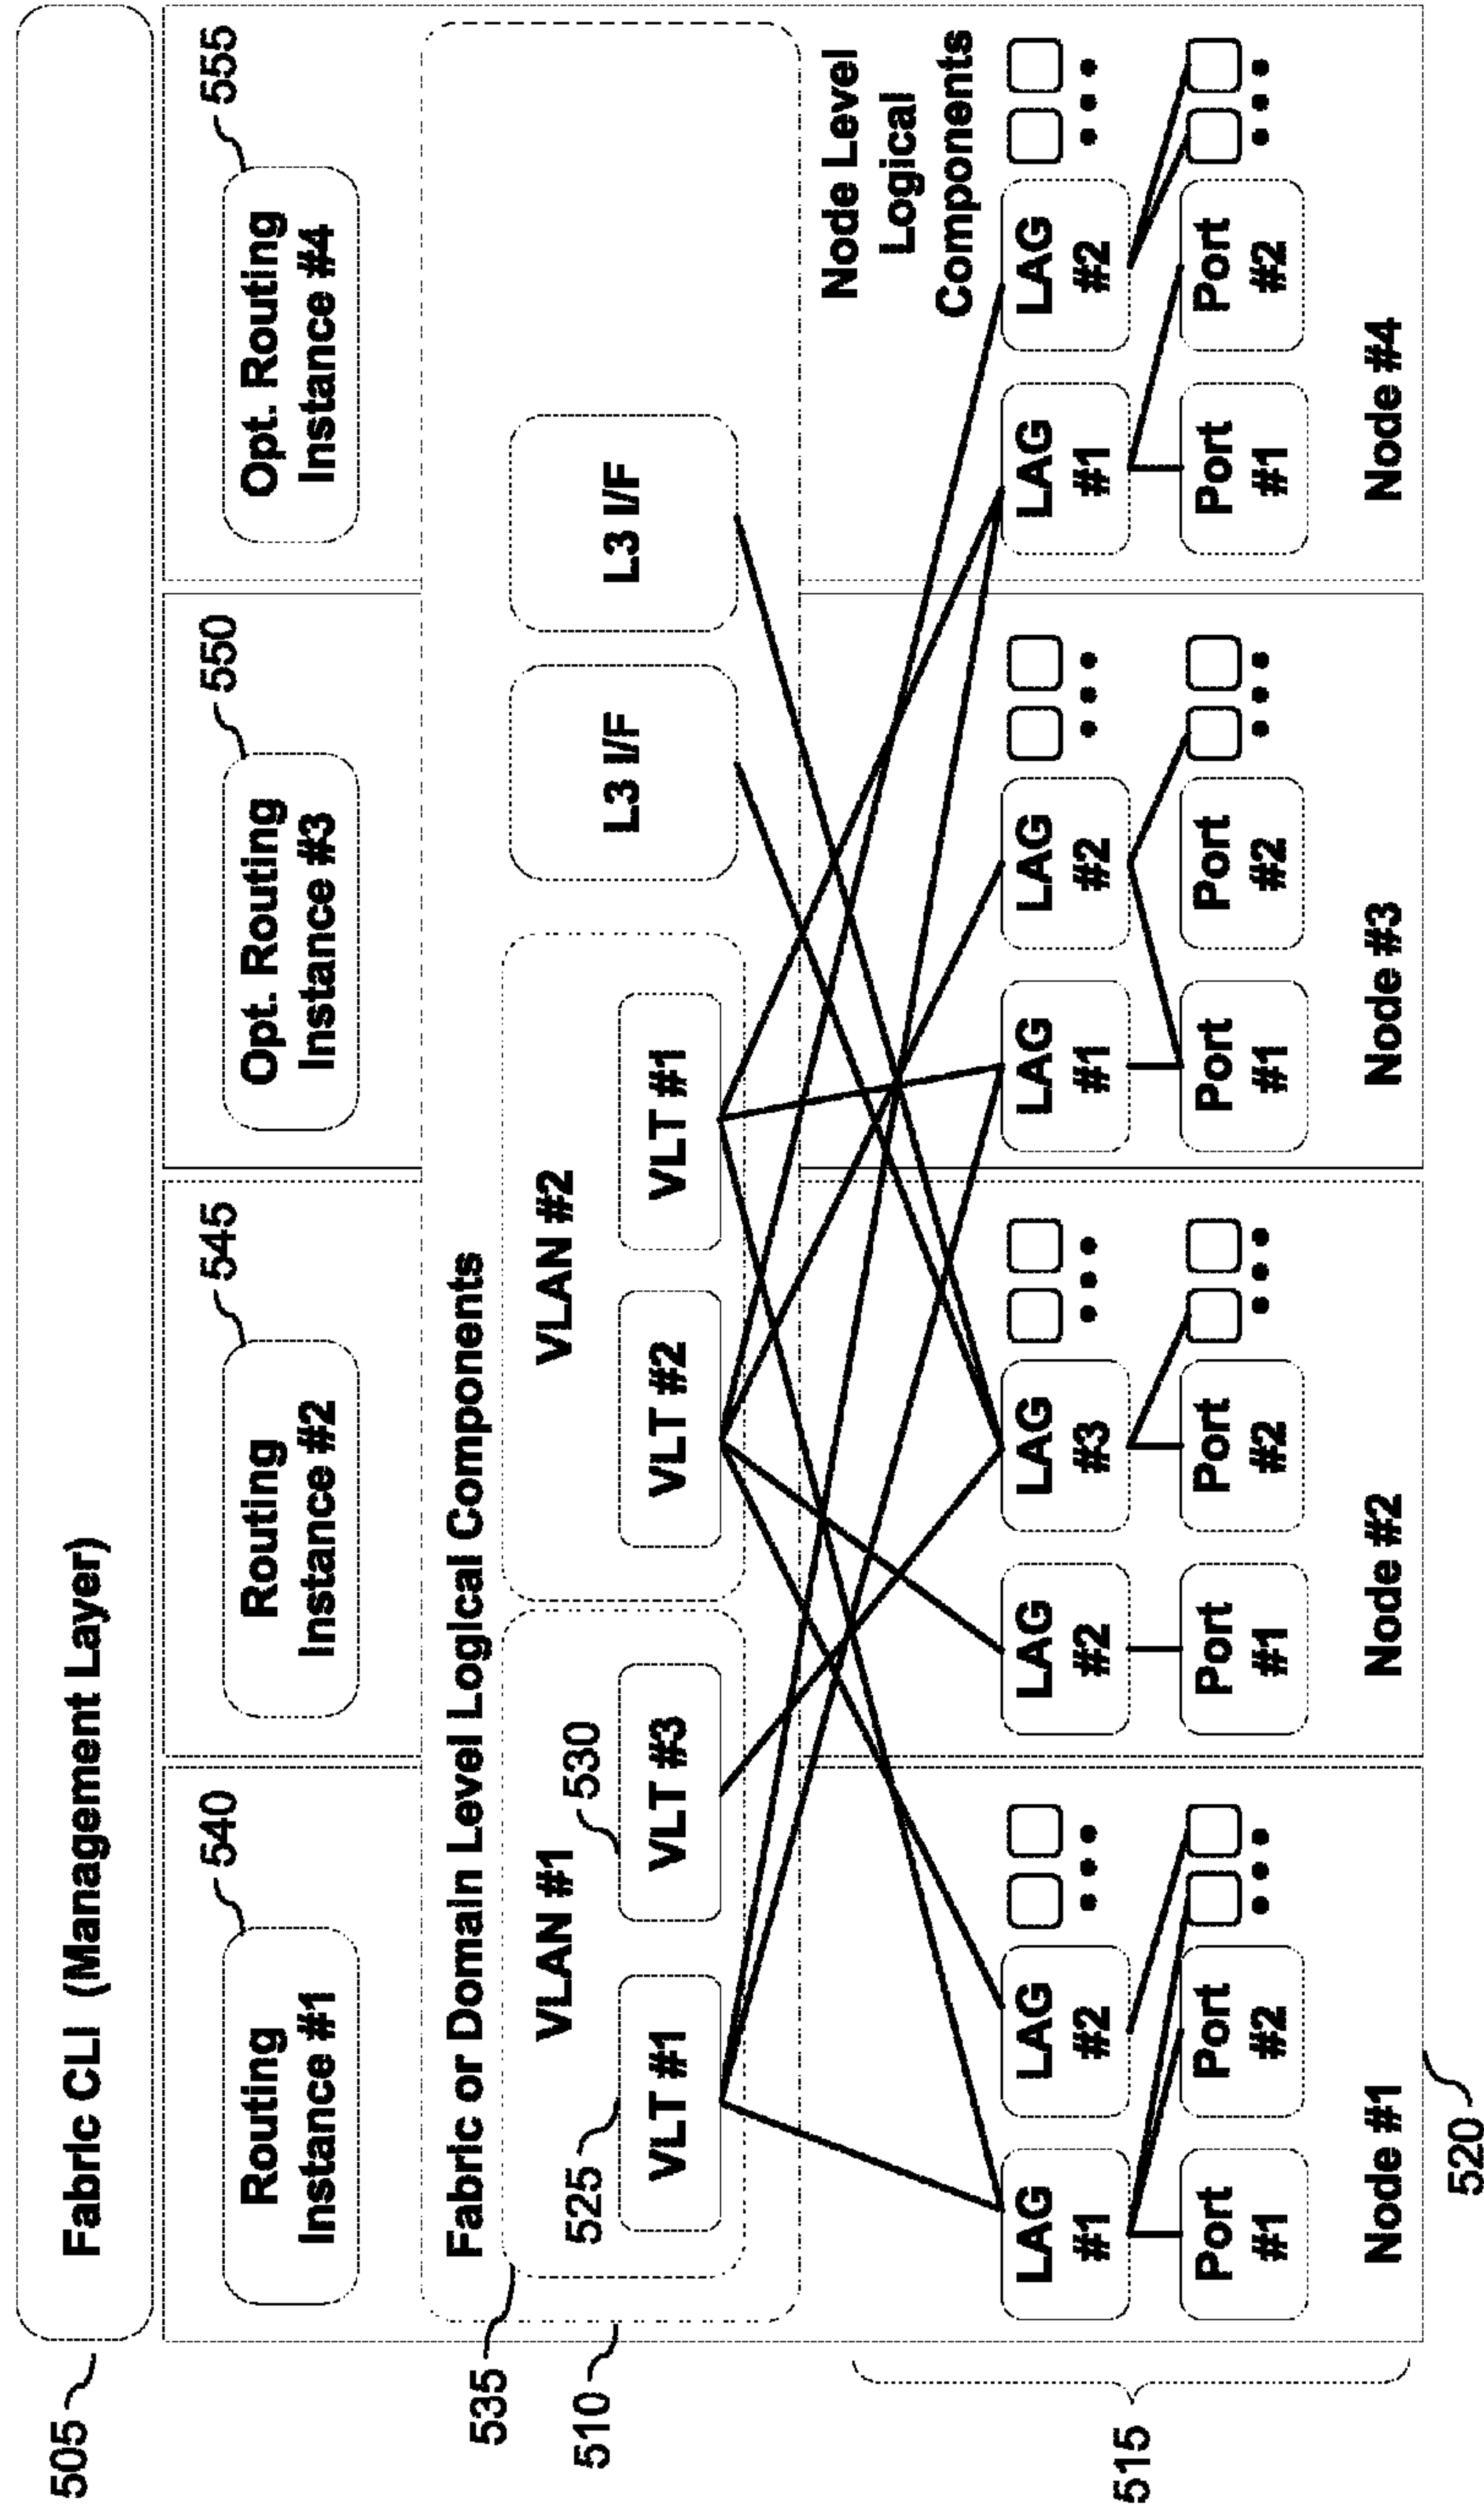 505
Fabric CLI (Management Layer)
540
545
550
555
Routing
Instance #1
Routing
Instance #2
Opt. Routing
Instance #3
Opt. Routing
Instance #4
535
510
Fabric or Domain Level Logical Components
VLAN #1
525
VLT #1
530
VLT #3
VLAN #2
VLT #2
VLT #1
L3 I/F
L3 I/F
Node Level
Logical
Components
515
LAG
#1
LAG
#2
Port
#1
Port
#2
Node #1
LAG
#2
LAG
#3
Port
#1
Port
#2
Node #2
LAG
#1
LAG
#2
Port
#1
Port
#2
Node #3
LAG
#1
LAG
#2
Port
#1
Port
#2
Node #4
520